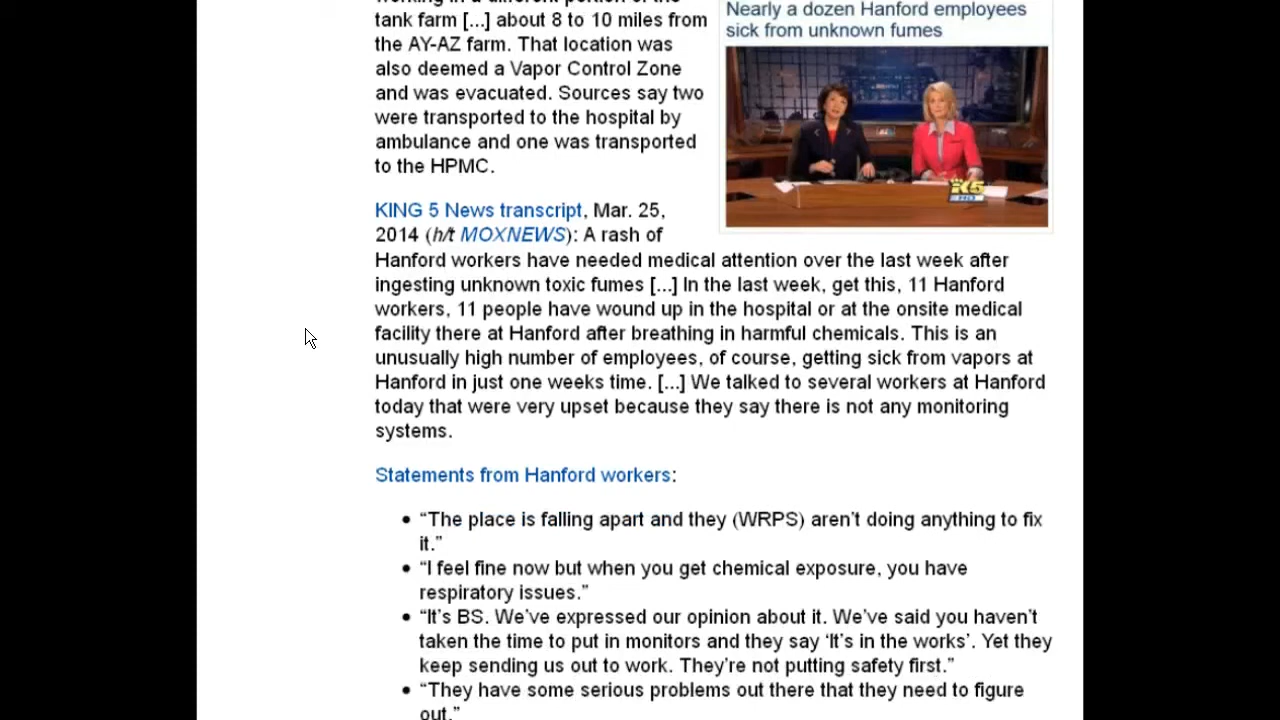 working in a different portion of the
tank farm [...] about 8 to 10 miles from
the AY-AZ farm. That location was
also deemed a Vapor Control Zone
and was evacuated. Sources say two
were transported to the hospital by
ambulance and one was transported
to the HPMC.
Nearly a dozen Hanford employees
sick from unknown fumes
K5
KING 5 News transcript, Mar. 25,
2014 (h/t MOXNEWS): A rash of
Hanford workers have needed medical attention over the last week after
ingesting unknown toxic fumes [...] In the last week, get this, 11 Hanford
workers, 11 people have wound up in the hospital or at the onsite medical
facility there at Hanford after breathing in harmful chemicals. This is an
unusually high number of employees, of course, getting sick from vapors at
Hanford in just one weeks time. [...] We talked to several workers at Hanford
today that were very upset because they say there is not any monitoring
systems.
Statements from Hanford workers:
• “The place is falling apart and they (WRPS) aren’t doing anything to fix
it.”
• “I feel fine now but when you get chemical exposure, you have
respiratory issues.”
• “It’s BS. We’ve expressed our opinion about it. We’ve said you haven’t
taken the time to put in monitors and they say ‘It’s in the works’. Yet they
keep sending us out to work. They’re not putting safety first.”
• “They have some serious problems out there that they need to figure
out.”